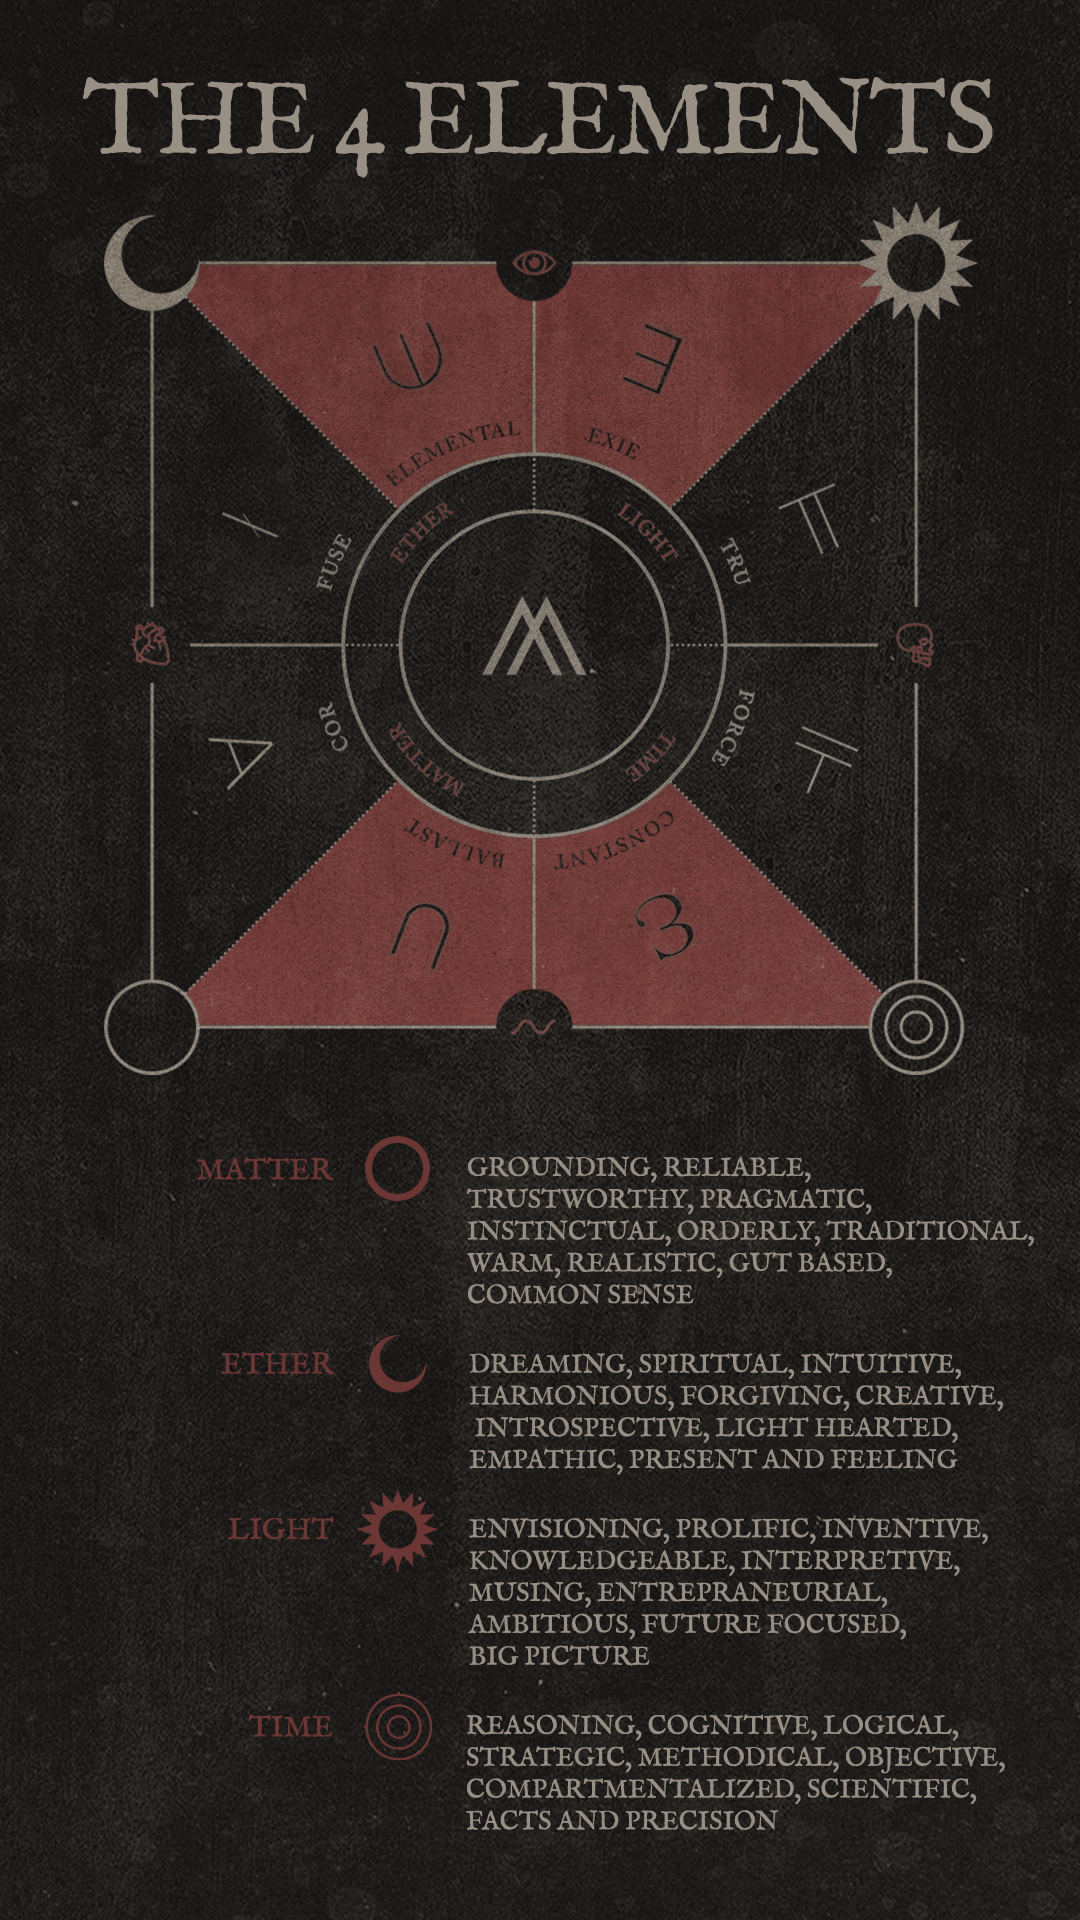 THE 4 ELEMENTS
ELEMENTAL
EXIE
ETHER
LIGHT
FUSE
TRU
COR
FORCE
MATTER
TIME
BALLAST
CONSTANT
MATTER
GROUNDING, RELIABLE,
TRUSTWORTHY, PRAGMATIC,
INSTINCTUAL, ORDERLY, TRADITIONAL,
WARM, REALISTIC, GUT BASED,
COMMON SENSE
ETHER
DREAMING, SPIRITUAL, INTUITIVE,
HARMONIOUS, FORGIVING, CREATIVE,
INTROSPECTIVE, LIGHT HEARTED,
EMPATHIC, PRESENT AND FEELING
LIGHT
ENVISIONING, PROLIFIC, INVENTIVE,
KNOWLEDGEABLE, INTERPRETIVE,
MUSING, ENTREPRANEURIAL,
AMBITIOUS, FUTURE FOCUSED,
BIG PICTURE
TIME
REASONING, COGNITIVE, LOGICAL,
STRATEGIC, METHODICAL, OBJECTIVE,
COMPARTMENTALIZED, SCIENTIFIC,
FACTS AND PRECISION